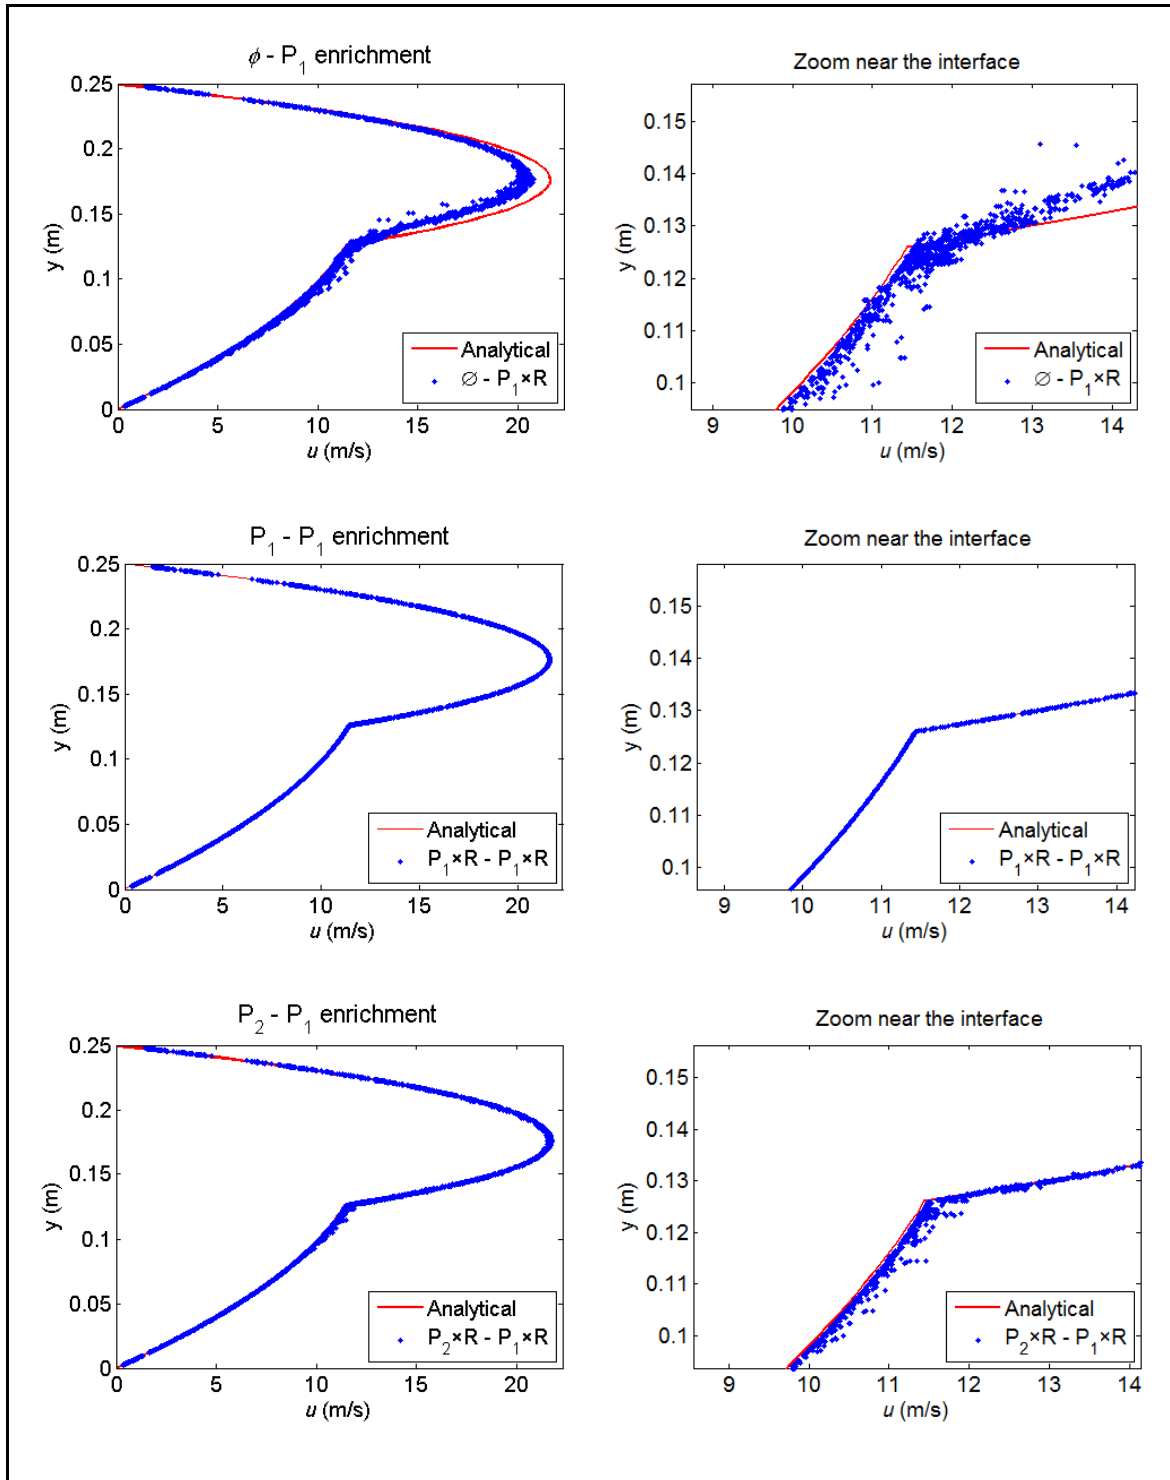 ϕ - P₁ enrichment
0.25
0.2
0.15
0.1
0.05
0
y (m)
0 5 10 15 20
u (m/s)
Analytical
∅ - P₁×R
Zoom near the interface
0.15
0.14
0.13
0.12
0.11
0.1
y (m)
9 10 11 12 13 14
u (m/s)
Analytical
∅ - P₁×R
P₁ - P₁ enrichment
0.25
0.2
0.15
0.1
0.05
0
y (m)
0 5 10 15 20
u (m/s)
Analytical
P₁×R - P₁×R
Zoom near the interface
0.15
0.14
0.13
0.12
0.11
0.1
y (m)
9 10 11 12 13 14
u (m/s)
Analytical
P₁×R - P₁×R
P₂ - P₁ enrichment
0.25
0.2
0.15
0.1
0.05
0
y (m)
0 5 10 15 20
u (m/s)
Analytical
P₂×R - P₁×R
Zoom near the interface
0.15
0.14
0.13
0.12
0.11
0.1
y (m)
9 10 11 12 13 14
u (m/s)
Analytical
P₂×R - P₁×R